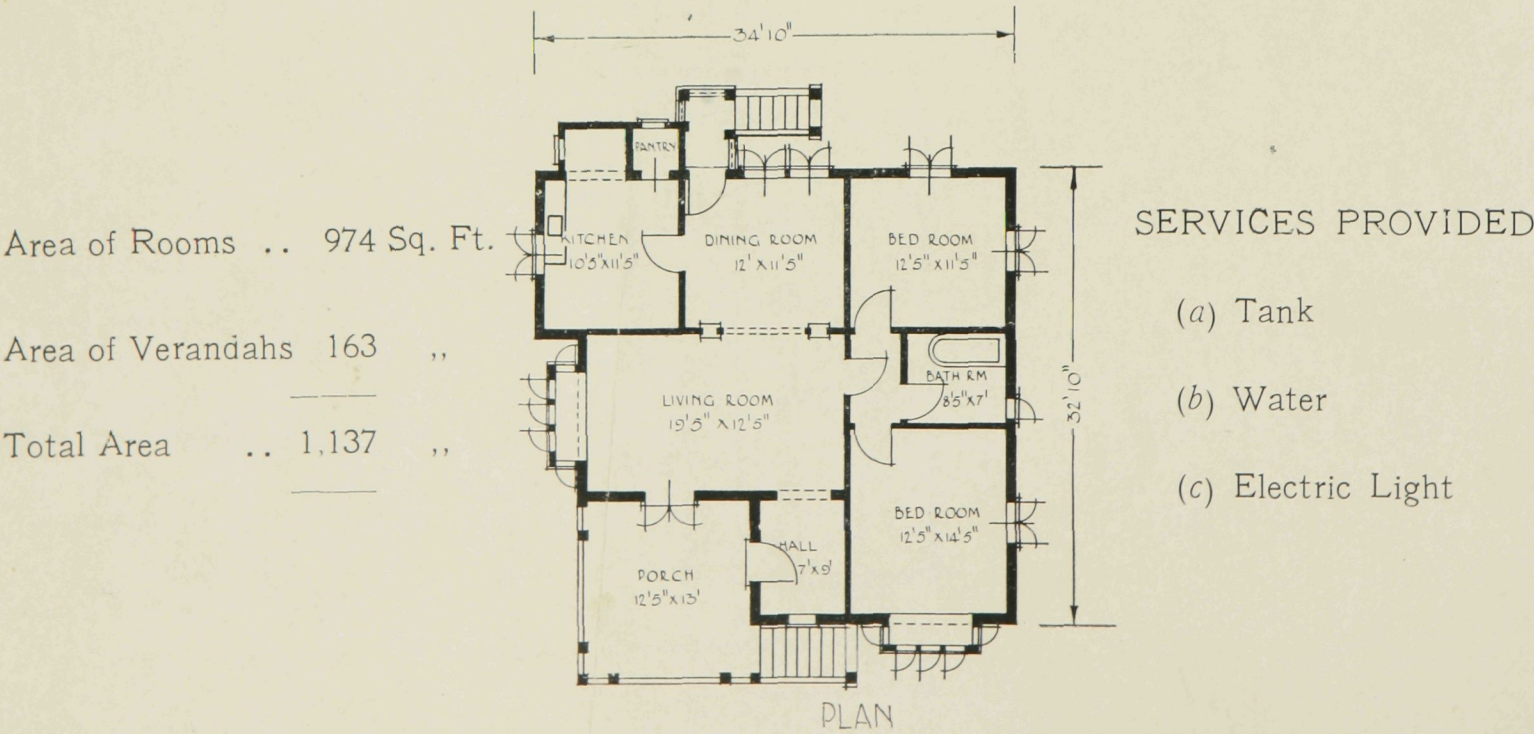 34'10"
Area of Rooms .. 974 Sq. Ft.
Area of Verandahs 163 ,,
Total Area .. 1,137 ,,
PANTRY
KITCHEN
10'5"X11'5"
DINING ROOM
12' X 11'5"
BED ROOM
12'5" X 11'5"
BATH RM
8'5" X 7'
LIVING ROOM
19'5" X 12'5"
BED ROOM
12'5" X 14'5"
HALL
7' X 9'
PORCH
12'5" X 13'
32'10"
PLAN
SERVICES PROVIDED
(a) Tank
(b) Water
(c) Electric Light